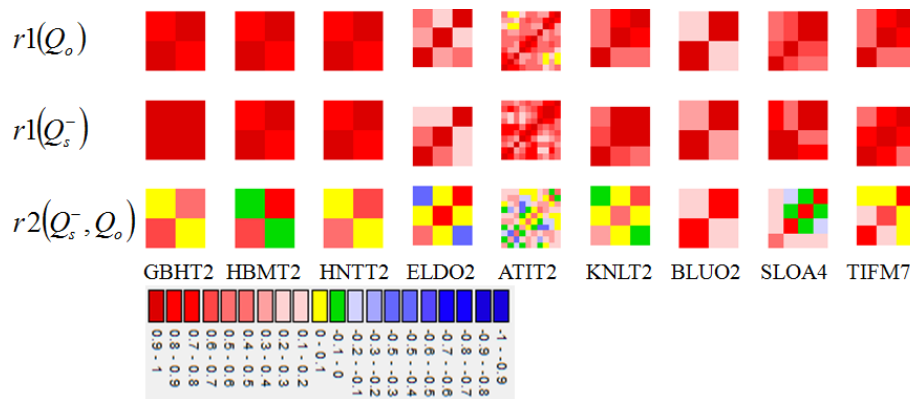 r1(Q_o)
r1(Q_s^-)
r2(Q_s^-, Q_o)
GBHT2 HBMT2 HNTT2 ELDO2 ATIT2 KNLT2 BLUO2 SLOA4 TIFM7
0.9 - 1
0.8 - 0.9
0.7 - 0.8
0.6 - 0.7
0.5 - 0.6
0.4 - 0.5
0.3 - 0.4
0.2 - 0.3
0.1 - 0.2
0 - 0.1
-0.1 - 0
-0.2 - -0.1
-0.3 - -0.2
-0.5 - -0.3
-0.5 - -0.4
-0.6 - -0.5
-0.7 - -0.6
-0.8 - -0.7
-0.9 - -0.8
-1 - -0.9